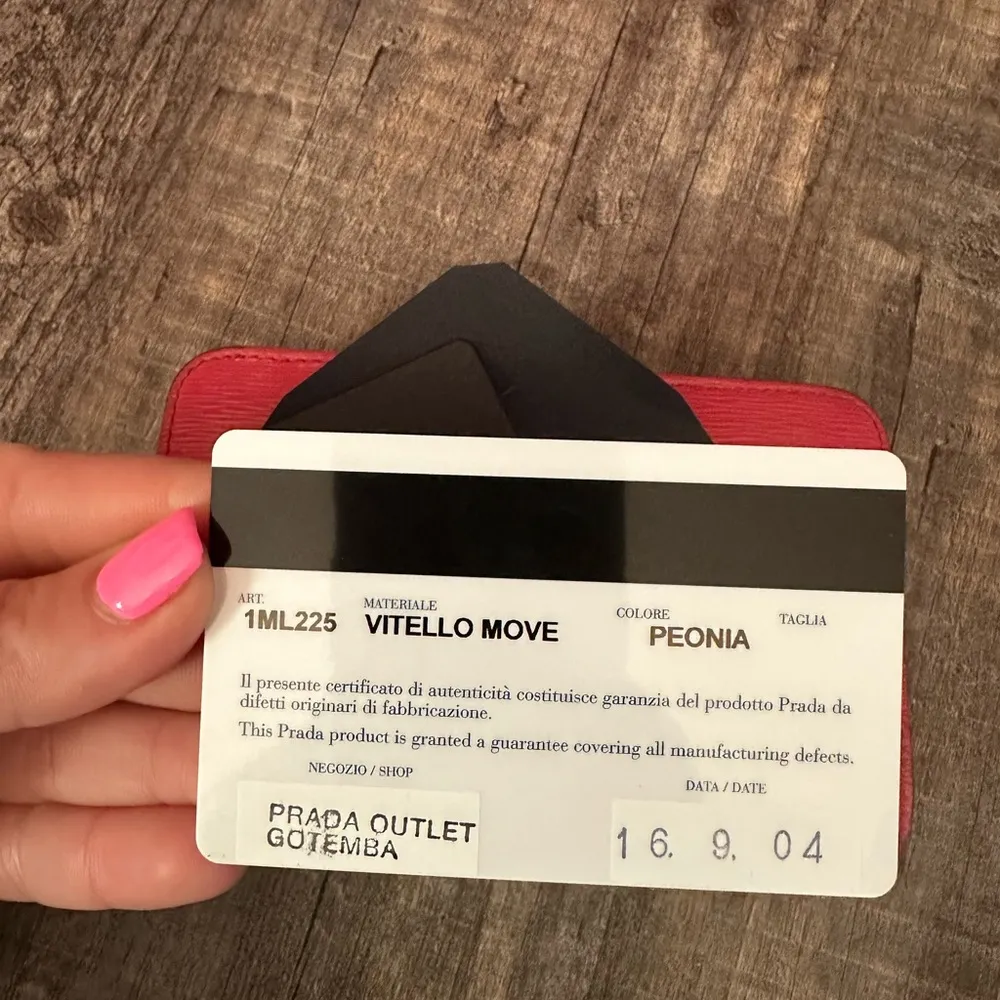 ART. MATERIALE COLORE TAGLIA
1ML225 VITELLO MOVE PEONIA
Il presente certificato di autenticità costituisce garanzia del prodotto Prada da
difetti originari di fabbricazione.
This Prada product is granted a guarantee covering all manufacturing defects.
NEGOZIO / SHOP DATA / DATE
PRADA OUTLET
GOTEMBA
16. 9. 04